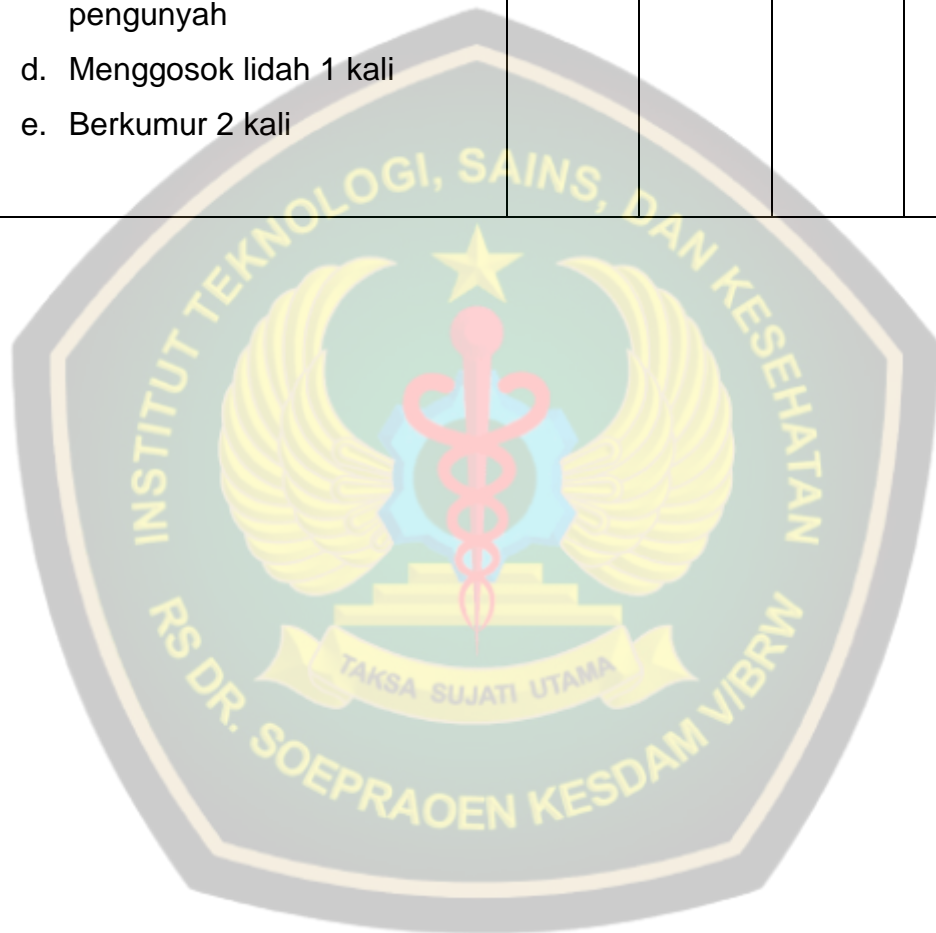 pengunyah
d. Menggosok lidah 1 kali
e. Berkumur 2 kali
INSTITUT TEKNOLOGI, SAINS, DAN KESEHATAN
TAKSA SUJATI UTAMA
RS DR. SOEPRAOEN KESDAM V/BRW